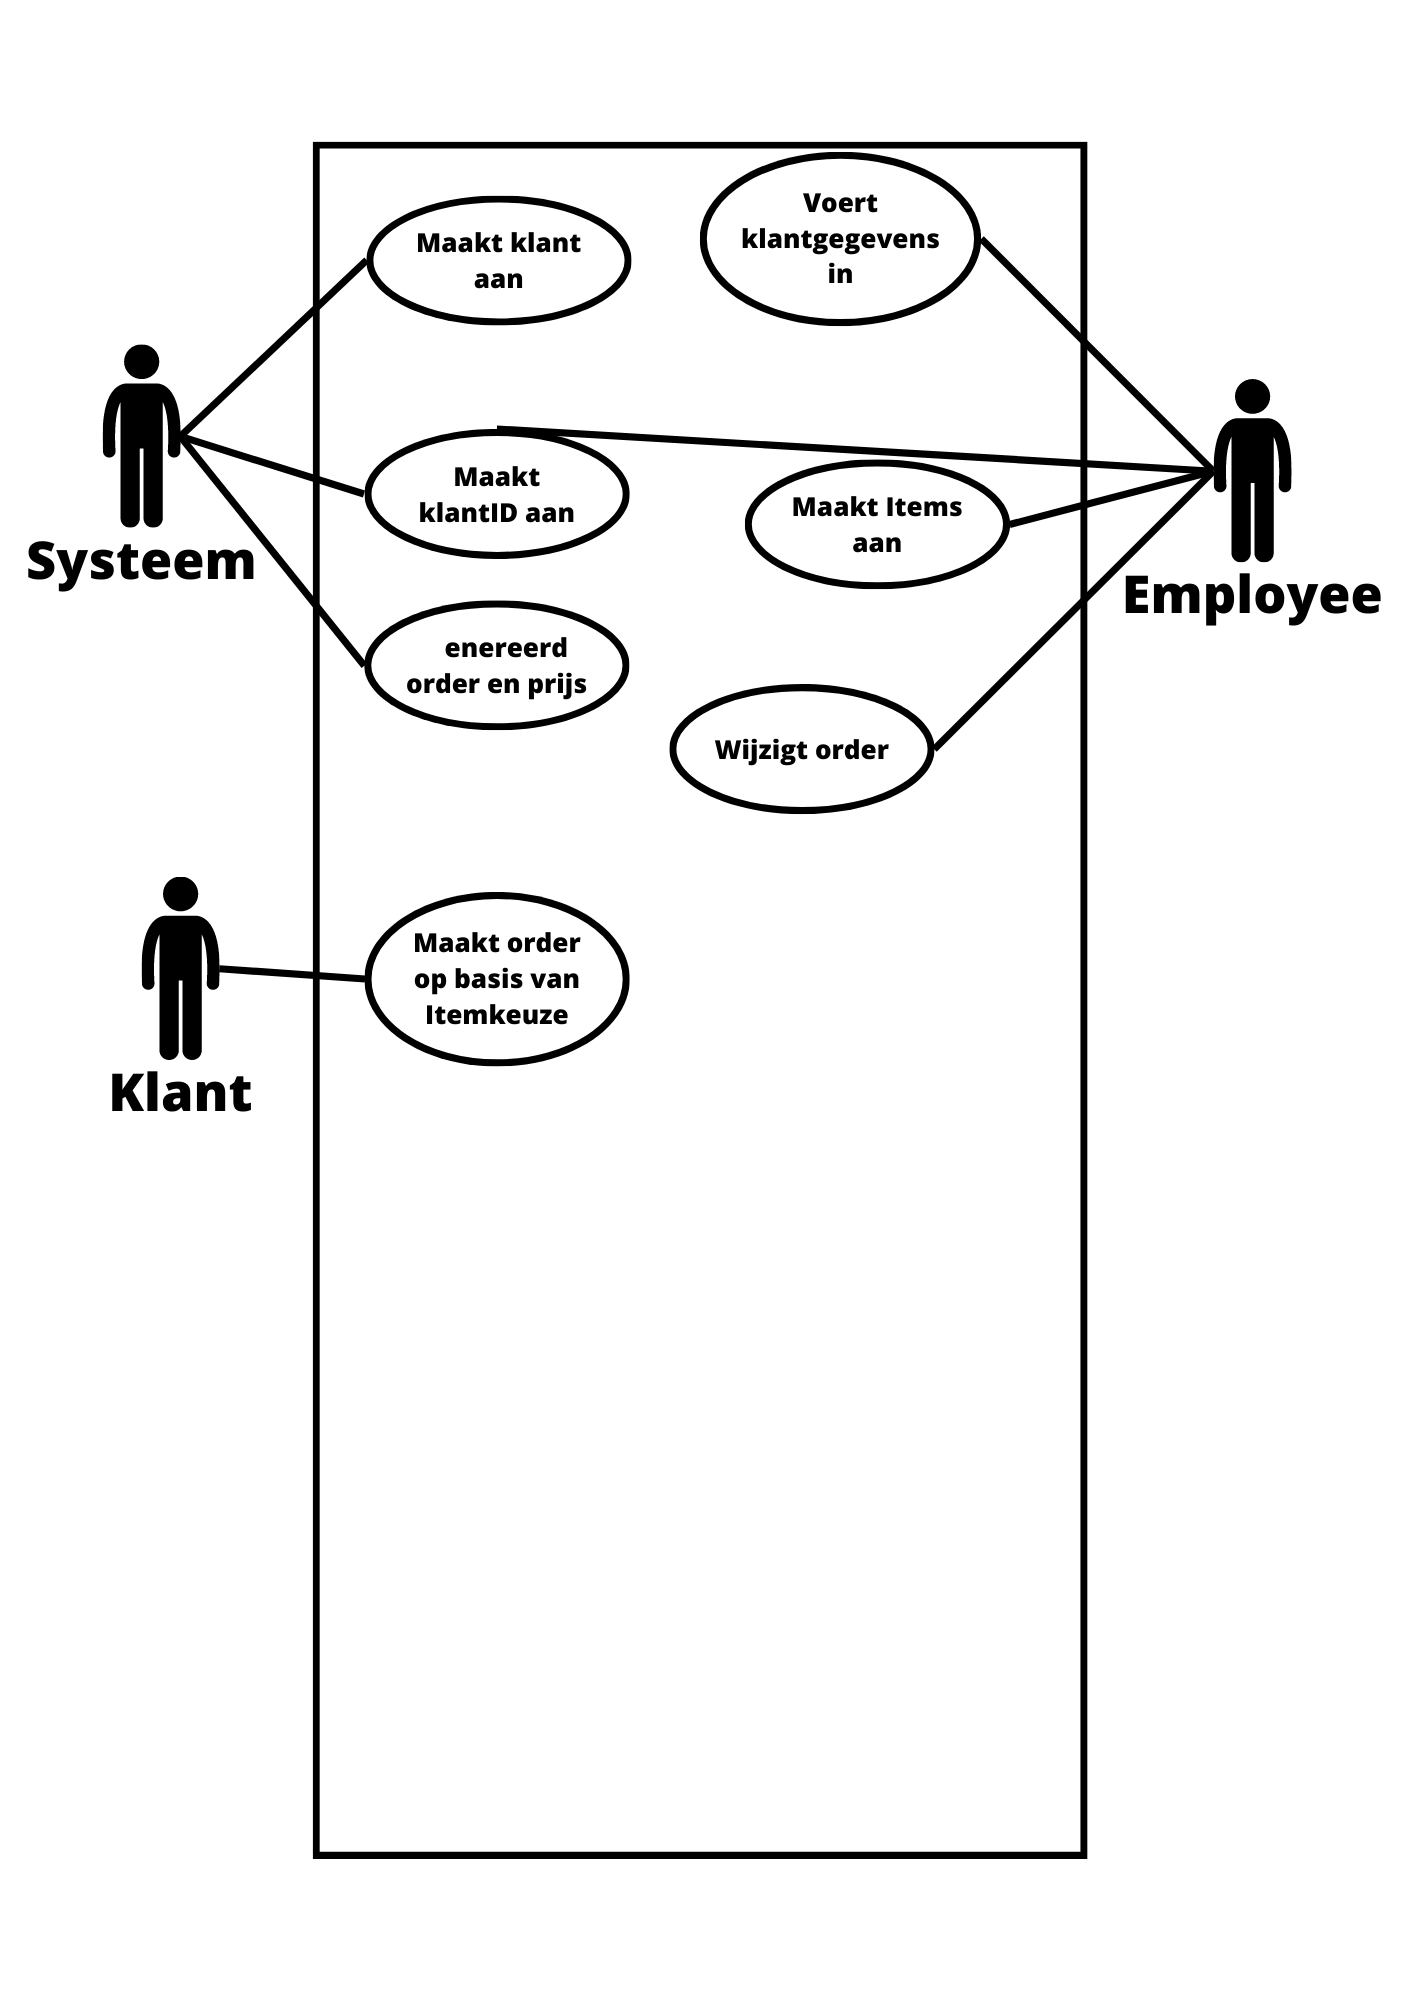 Maakt klant
aan
Voert
klantgegevens
in
Maakt
klantID aan
Maakt Items
aan
Systeem
Employee
enereerd
order en prijs
Wijzigt order
Maakt order
op basis van
Itemkeuze
Klant